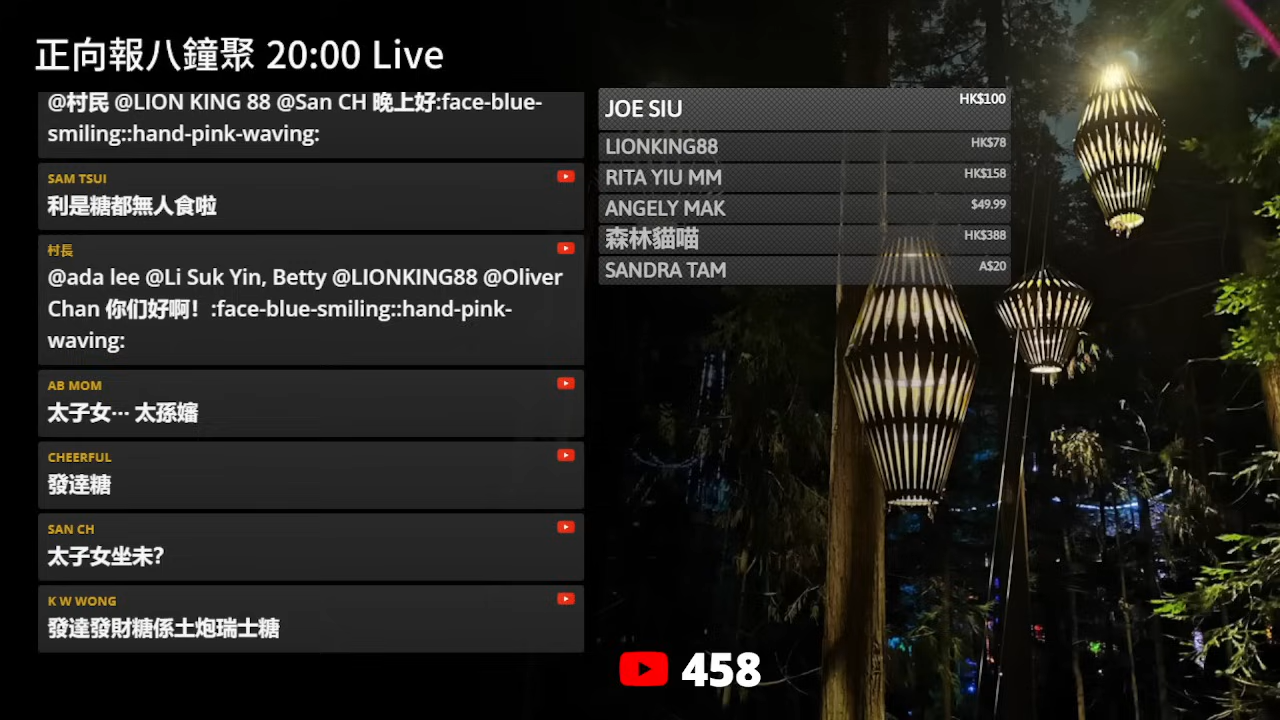 正向報八鐘聚 20:00 Live
@村民 @LION KING 88 @San CH 晚上好:face-blue-
smiling::hand-pink-waving:
SAM TSUI
利是糖都無人食啦
村長
@ada lee @Li Suk Yin, Betty @LIONKING88 @Oliver
Chan 你们好啊！:face-blue-smiling::hand-pink-
waving:
AB MOM
太子女… 太孫嬸
CHEERFUL
發達糖
SAN CH
太子女坐未?
K W WONG
發達發財糖係土炮瑞士糖
JOE SIU HK$100
LIONKING88 HK$78
RITA YIU MM HK$158
ANGELY MAK $49.99
森林貓喵 HK$388
SANDRA TAM A$20
458